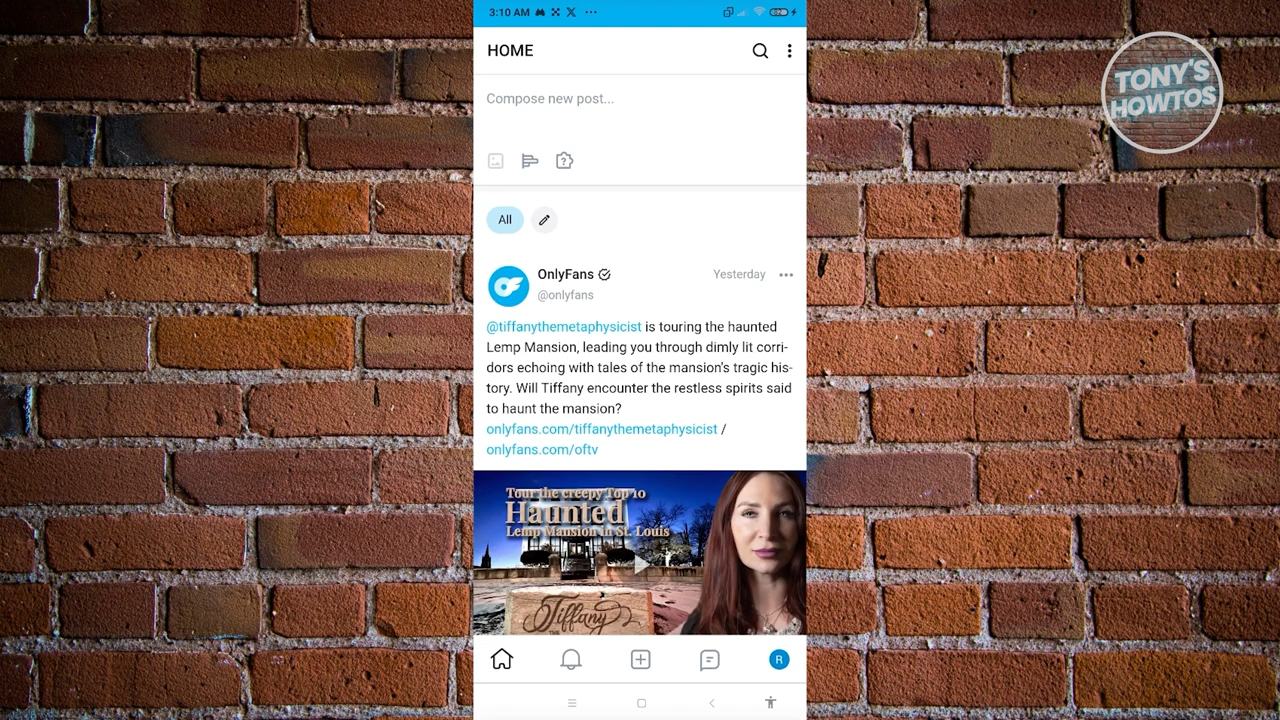 3:10 AM
TONY'S
HOWTOS
HOME
Compose new post...
All
OnlyFans
Yesterday
@onlyfans
@tiffanythemetaphysicist is touring the haunted
Lemp Mansion, leading you through dimly lit corri-
dors echoing with tales of the mansion's tragic his-
tory. Will Tiffany encounter the restless spirits said
to haunt the mansion?
onlyfans.com/tiffanythemetaphysicist /
onlyfans.com/oftv
Tour the creepy Top 10
Haunted
Lemp Mansion in St. Louis
Tiffany
R